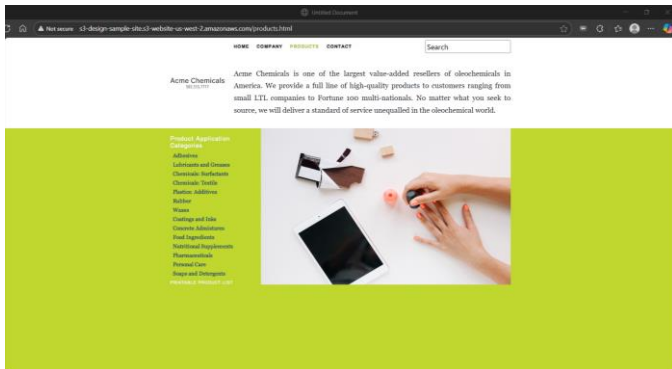 Untitled Document
Not secure s3-design-sample-site.s3-website-us-west-2.amazonaws.com/products.html
HOME COMPANY PRODUCTS CONTACT
Search
Acme Chemicals
Acme Chemicals is one of the largest value-added resellers of oleochemicals in
America. We provide a full line of high-quality products to customers ranging from
small LTL companies to Fortune 100 multi-nationals. No matter what you seek to
source, we will deliver a standard of service unequalled in the oleochemical world.
Product Application
Categories
Adhesives
Lubricants and Greases
Chemicals: Surfactants
Chemicals: Textile
Plastics: Additives
Rubber
Waxes
Coatings and Inks
Concrete Admixtures
Food Ingredients
Nutritional Supplements
Pharmaceuticals
Personal Care
Soaps and Detergents
PRINTABLE PRODUCT LIST